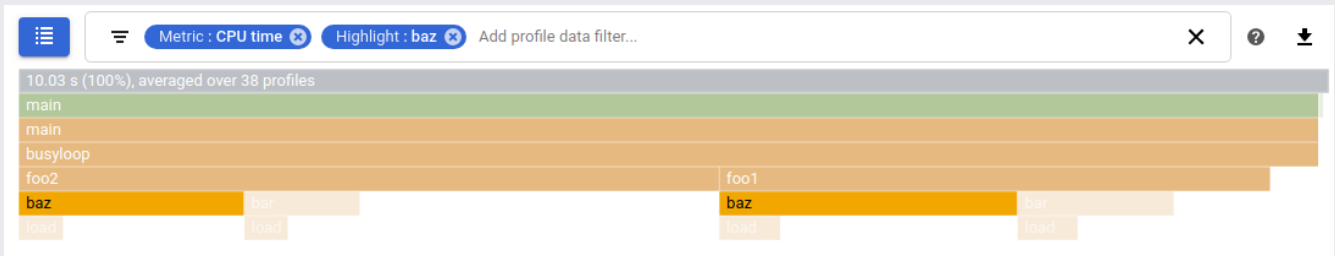 Metric : CPU time Highlight : baz Add profile data filter...
10.03 s (100%), averaged over 38 profiles
main
main
busyloop
foo2 foo1
baz bar baz bar
load load load load